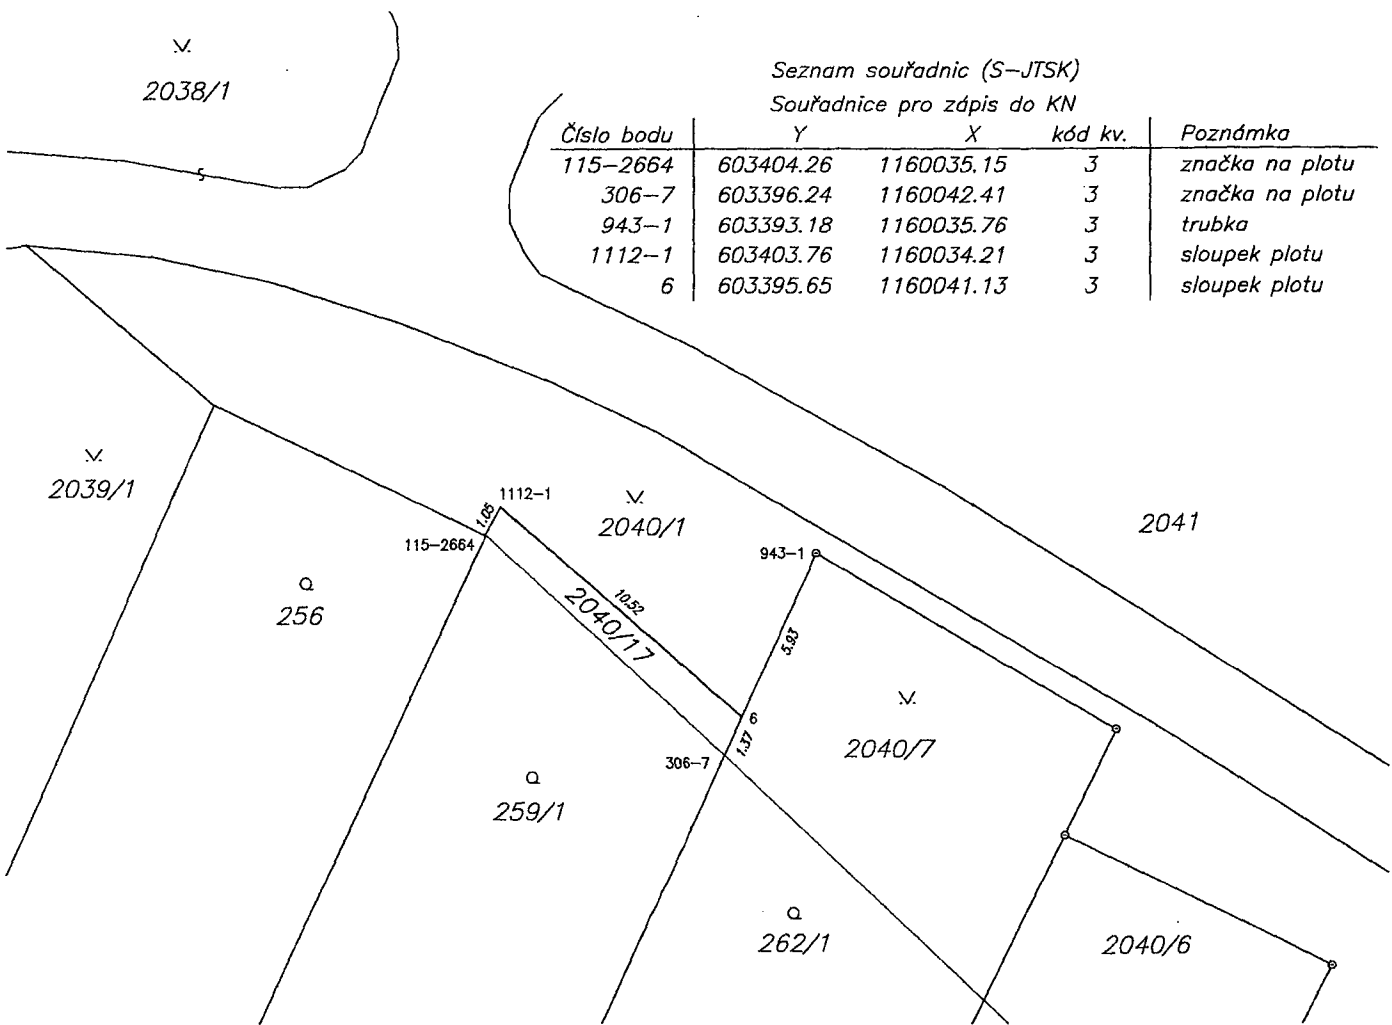 2038/1
Seznam souřadnic (S-JTSK)
Souřadnice pro zápis do KN
Číslo bodu Y X kód kv. Poznámka
115-2664 603404.26 1160035.15 3 značka na plotu
306-7 603396.24 1160042.41 3 značka na plotu
943-1 603393.18 1160035.76 3 trubka
1112-1 603403.76 1160034.21 3 sloupek plotu
6 603395.65 1160041.13 3 sloupek plotu
2039/1
1112-1
1.05
115-2664
2040/1
2041
943-1
256
10.52
2040/17
5.93
6
1.37
306-7
2040/7
259/1
262/1
2040/6